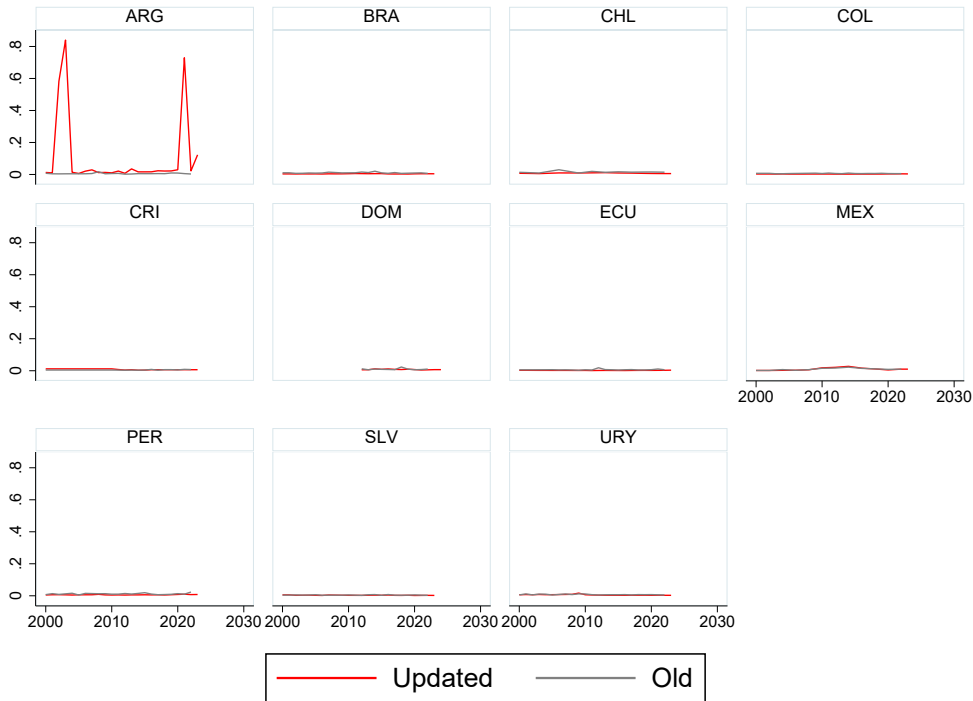 ARG BRA CHL COL
.8
.6
.4
.2
0
CRI DOM ECU MEX
.8
.6
.4
.2
0
2000 2010 2020 2030
PER SLV URY
.8
.6
.4
.2
0
2000 2010 2020 2030 2000 2010 2020 2030 2000 2010 2020 2030
Updated Old